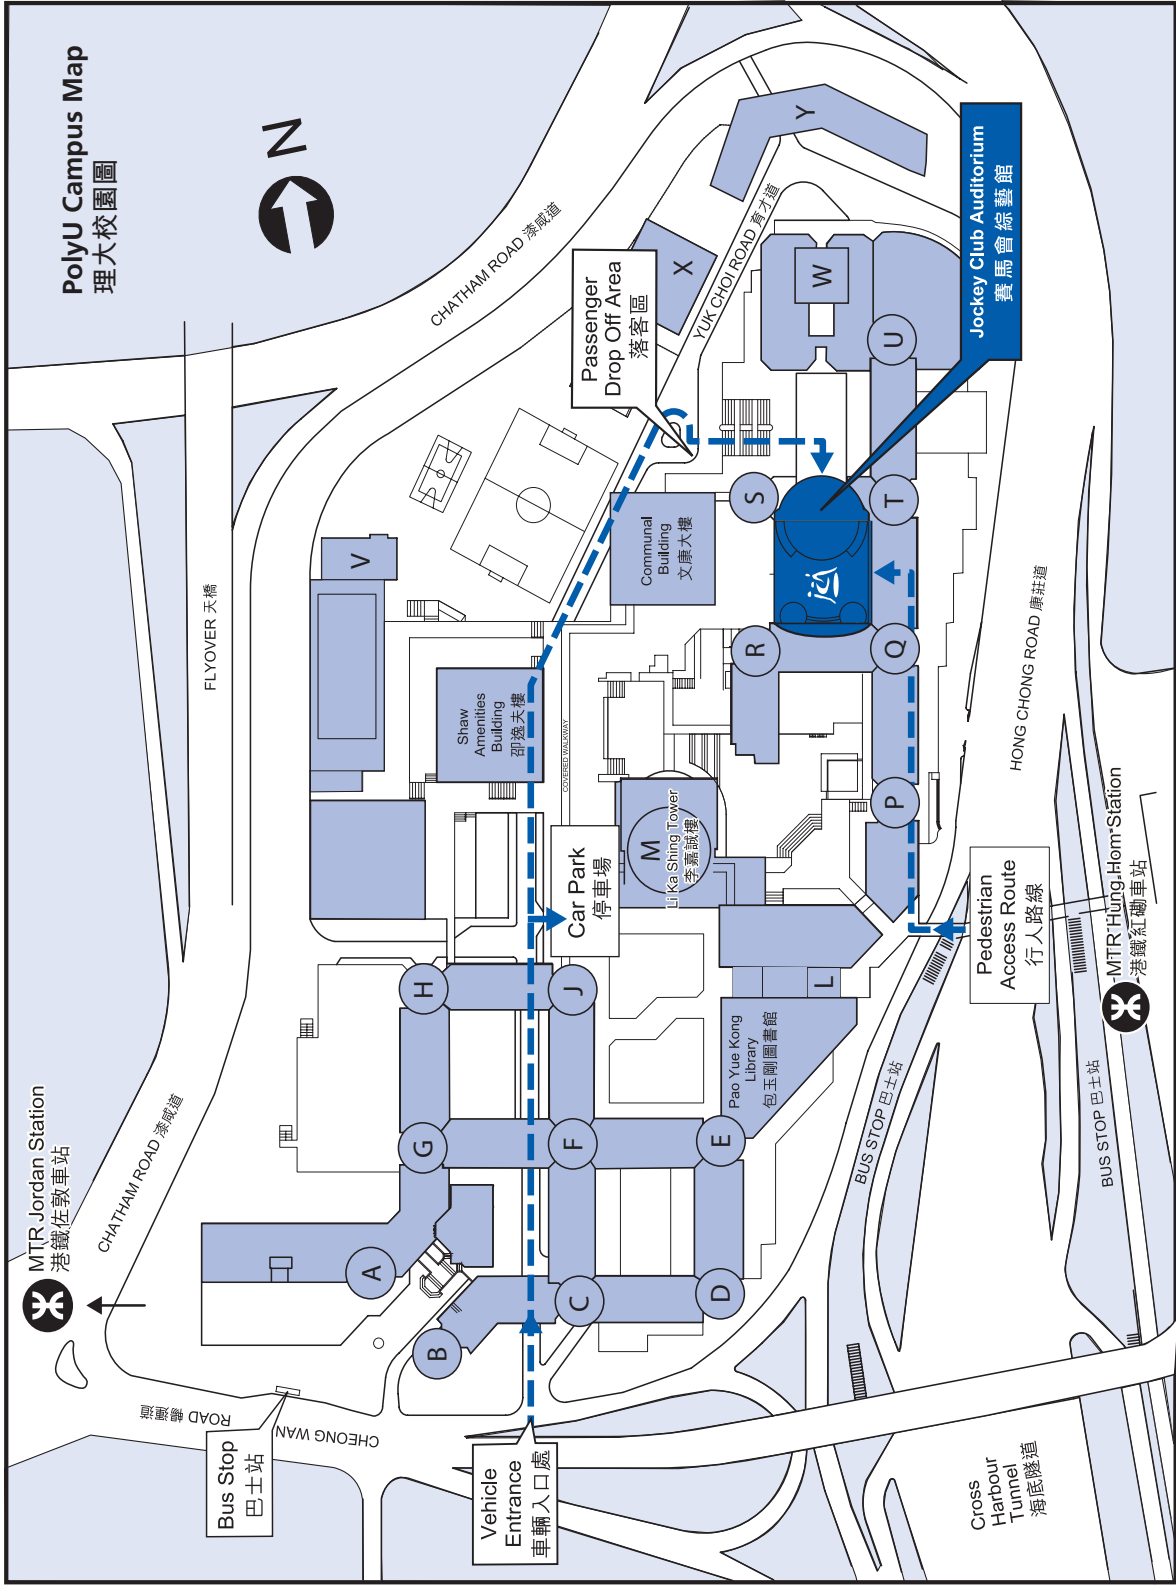 PolyU Campus Map
理大校園圖
N
MTR Jordan Station
港鐵佐敦車站
CHATHAM ROAD 漆咸道
FLYOVER 天橋
CHATHAM ROAD 漆咸道
Bus Stop
巴士站
CHEONG WAN
ROAD 暢運道
Vehicle
Entrance
車輛入口處
A
B
C
D
E
F
G
H
J
V
Shaw
Amenities
Building
邵逸夫樓
COVERED WALKWAY
Car Park
停車場
M
Li Ka Shing Tower
李嘉誠樓
Pao Yue Kong
Library
包玉剛圖書館
L
Communal
Building
文康大樓
Passenger
Drop Off Area
落客區
X
Y
YUK CHOI ROAD 育才道
W
U
S
T
R
Q
P
Jockey Club Auditorium
賽馬會綜藝館
HONG CHONG ROAD 康莊道
Pedestrian
Access Route
行人路線
MTR Hung Hom Station
港鐵紅磡車站
BUS STOP 巴士站
BUS STOP 巴士站
Cross
Harbour
Tunnel
海底隧道